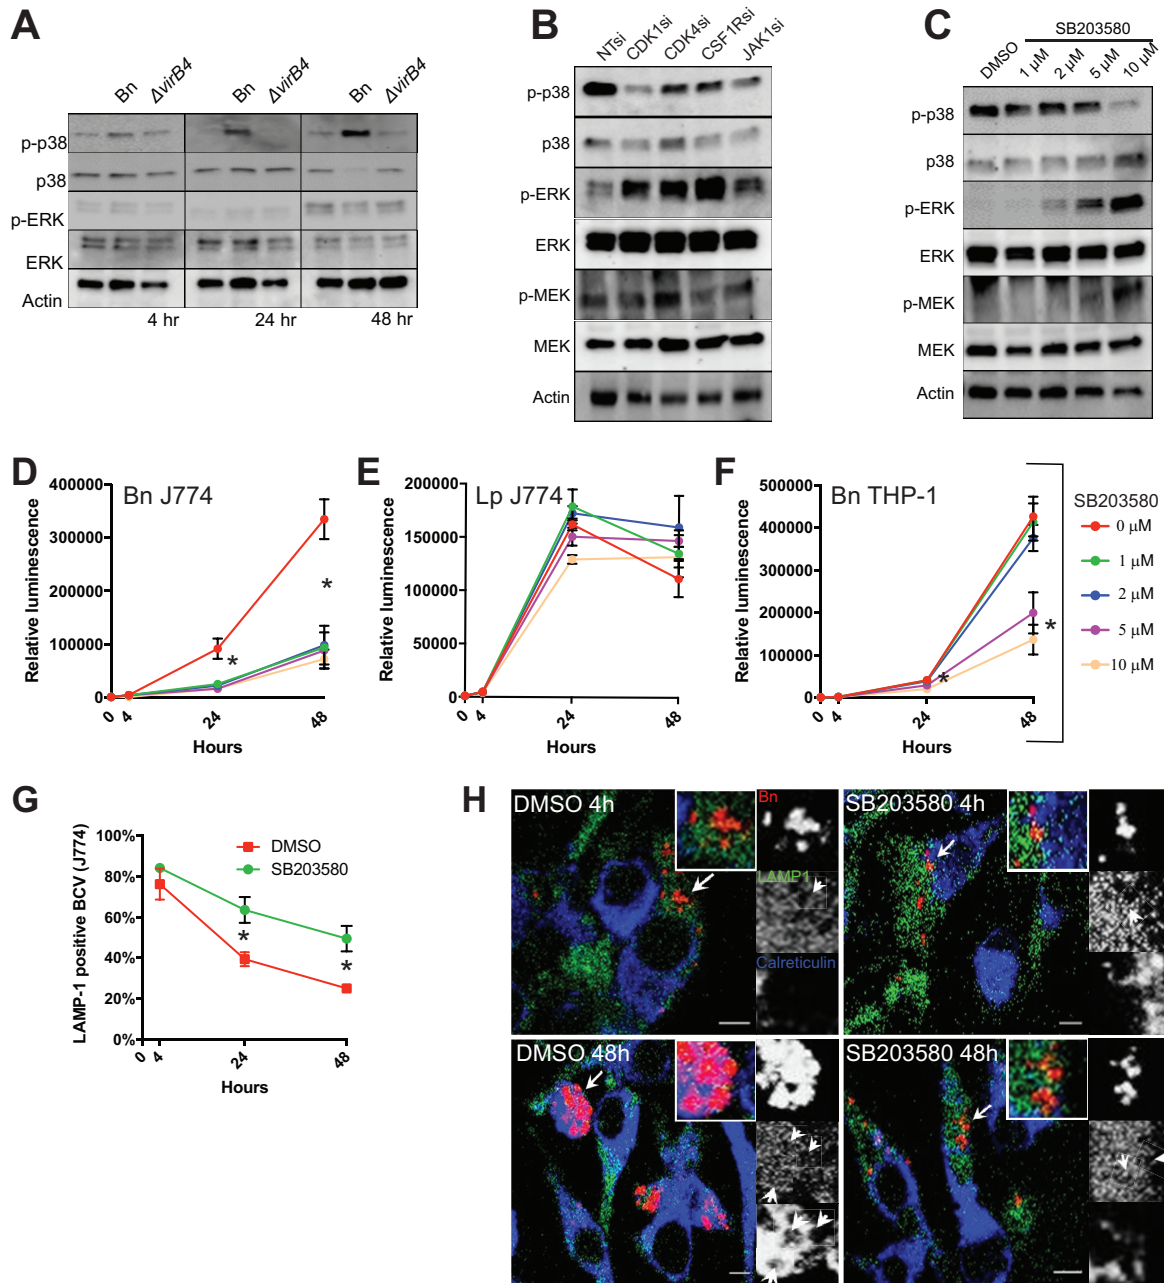 A
Bn ΔvirB4 Bn ΔvirB4 Bn ΔvirB4
p-p38
p38
p-ERK
ERK
Actin
4 hr 24 hr 48 hr
B
NTsi CDK1si CDK4si CSF1Rsi JAK1si
p-p38
p38
p-ERK
ERK
p-MEK
MEK
Actin
C
SB203580
DMSO 1 µM 2 µM 5 µM 10 µM
p-p38
p38
p-ERK
ERK
p-MEK
MEK
Actin
D
Bn J774
Relative luminescence
400000
300000
200000
100000
0
0 4 24 48
Hours
*
*
E
Lp J774
Relative luminescence
200000
150000
100000
50000
0
0 4 24 48
Hours
F
Bn THP-1
Relative luminescence
500000
400000
300000
200000
100000
0
0 4 24 48
Hours
*
*
SB203580
0 µM
1 µM
2 µM
5 µM
10 µM
G
LAMP-1 positive BCV (J774)
100%
80%
60%
40%
20%
0%
0 4 24 48
Hours
DMSO
SB203580
*
*
H
DMSO 4h
Bn
LAMP1
Calreticulin
SB203580 4h
DMSO 48h
SB203580 48h